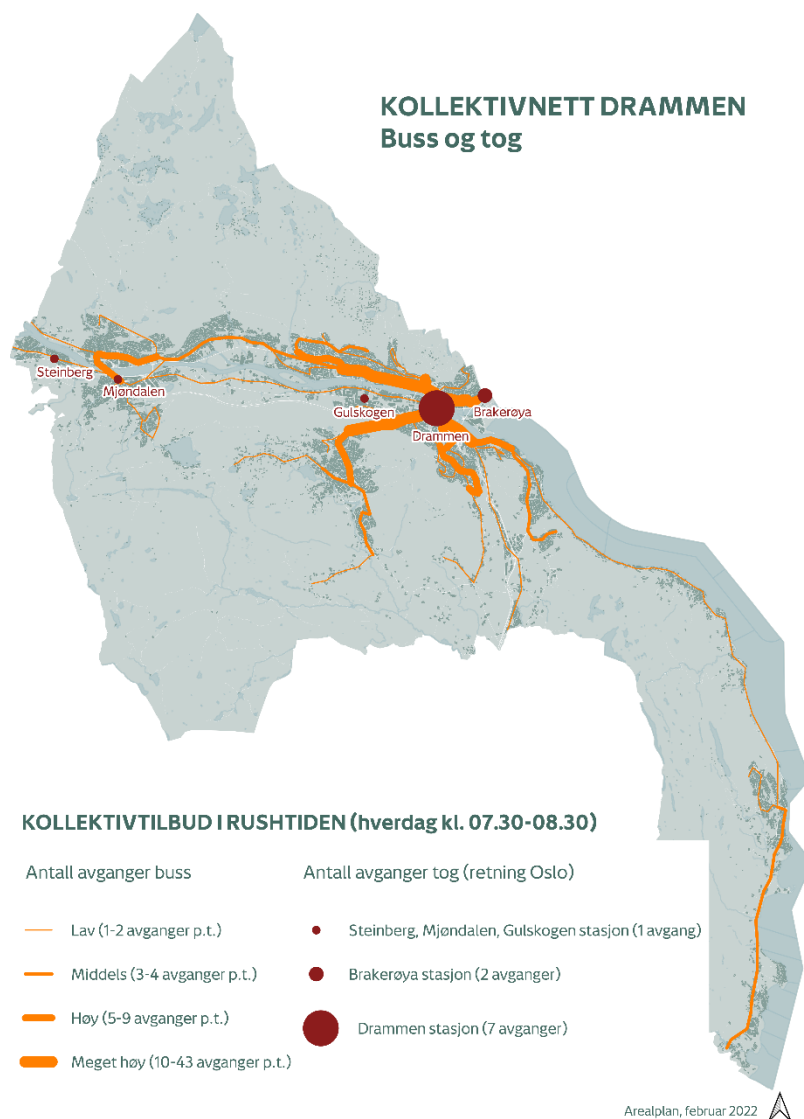 KOLLEKTIVNETT DRAMMEN
Buss og tog
Steinberg
Mjøndalen
Gulskogen
Drammen
Brakerøya
KOLLEKTIVTILBUD I RUSHTIDEN (hverdag kl. 07.30-08.30)
Antall avganger buss
Lav (1-2 avganger p.t.)
Middels (3-4 avganger p.t.)
Høy (5-9 avganger p.t.)
Meget høy (10-43 avganger p.t.)
Antall avganger tog (retning Oslo)
Steinberg, Mjøndalen, Gulskogen stasjon (1 avgang)
Brakerøya stasjon (2 avganger)
Drammen stasjon (7 avganger)
Arealplan, februar 2022